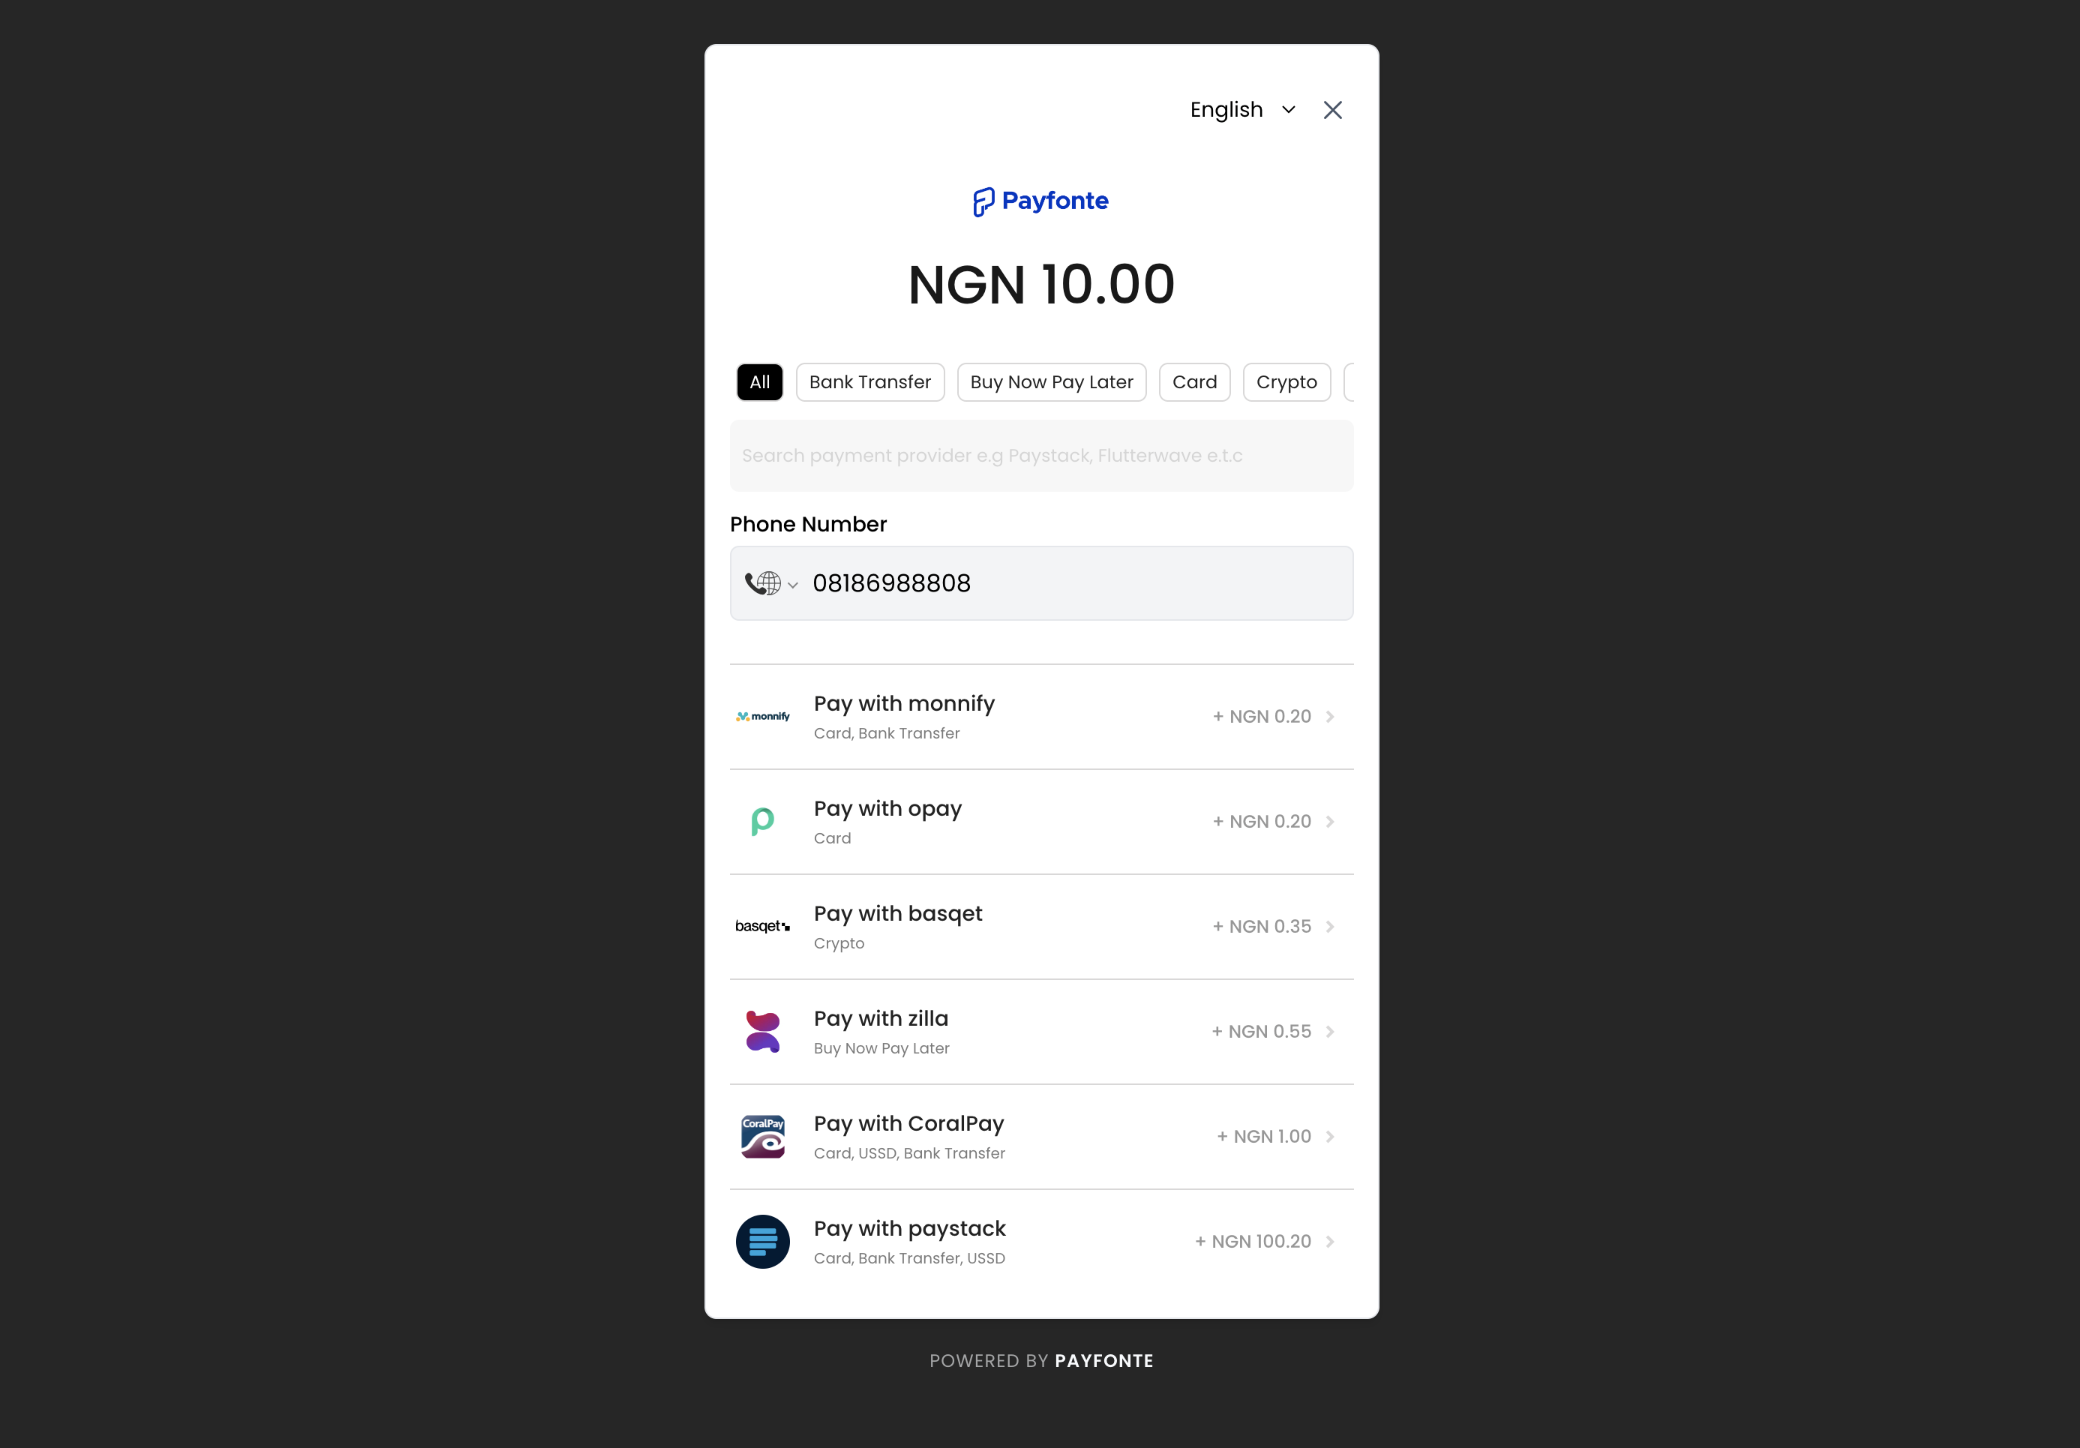 English
Payfonte
NGN 10.00
All Bank Transfer Buy Now Pay Later Card Crypto
Search payment provider e.g Paystack, Flutterwave e.t.c
Phone Number
08186988808
monnify
Pay with monnify
Card, Bank Transfer
+ NGN 0.20
Pay with opay
Card
+ NGN 0.20
basqet
Pay with basqet
Crypto
+ NGN 0.35
Pay with zilla
Buy Now Pay Later
+ NGN 0.55
CoralPay
Pay with CoralPay
Card, USSD, Bank Transfer
+ NGN 1.00
Pay with paystack
Card, Bank Transfer, USSD
+ NGN 100.20
POWERED BY PAYFONTE